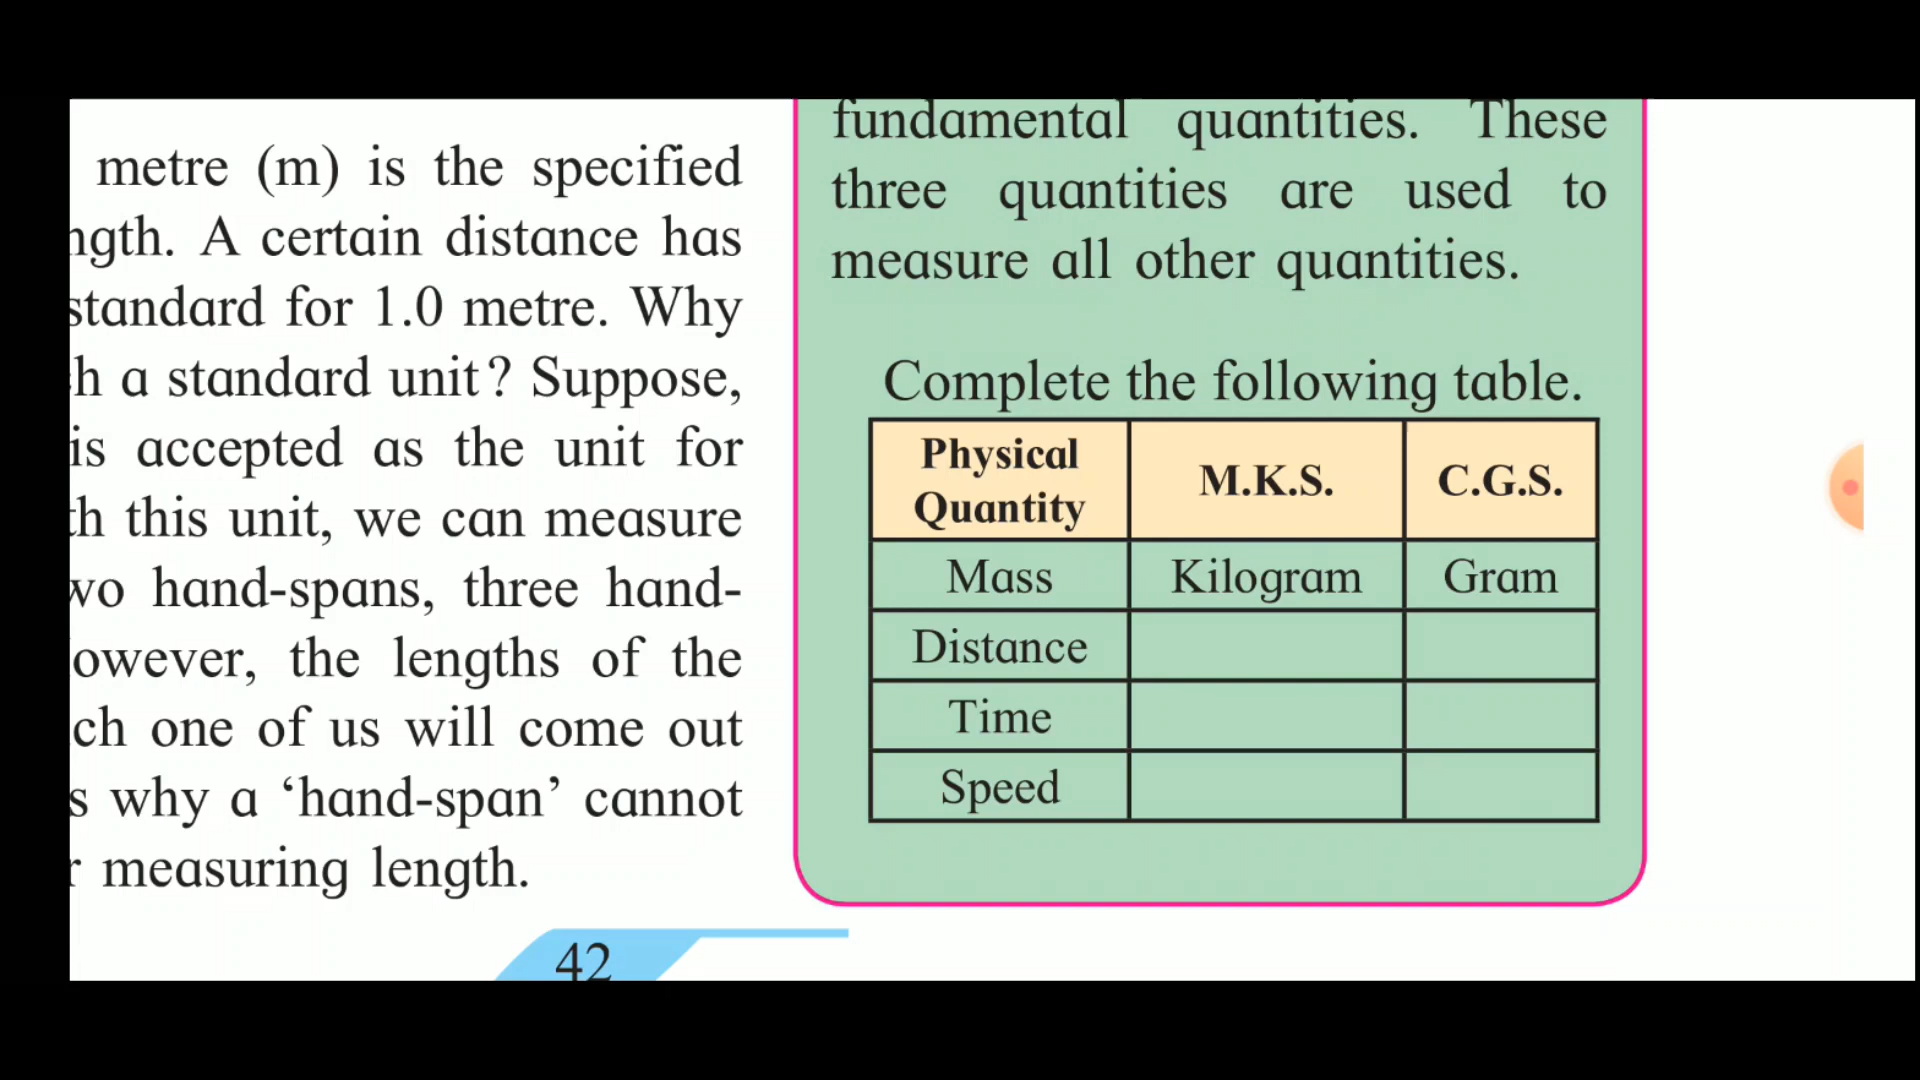 metre (m) is the specified
ngth. A certain distance has
standard for 1.0 metre. Why
h a standard unit? Suppose,
is accepted as the unit for
th this unit, we can measure
wo hand-spans, three hand-
owever, the lengths of the
ch one of us will come out
s why a ‘hand-span’ cannot
r measuring length.
42
fundamental quantities. These
three quantities are used to
measure all other quantities.
Complete the following table.
Physical Quantity M.K.S. C.G.S.
Mass Kilogram Gram
Distance
Time
Speed